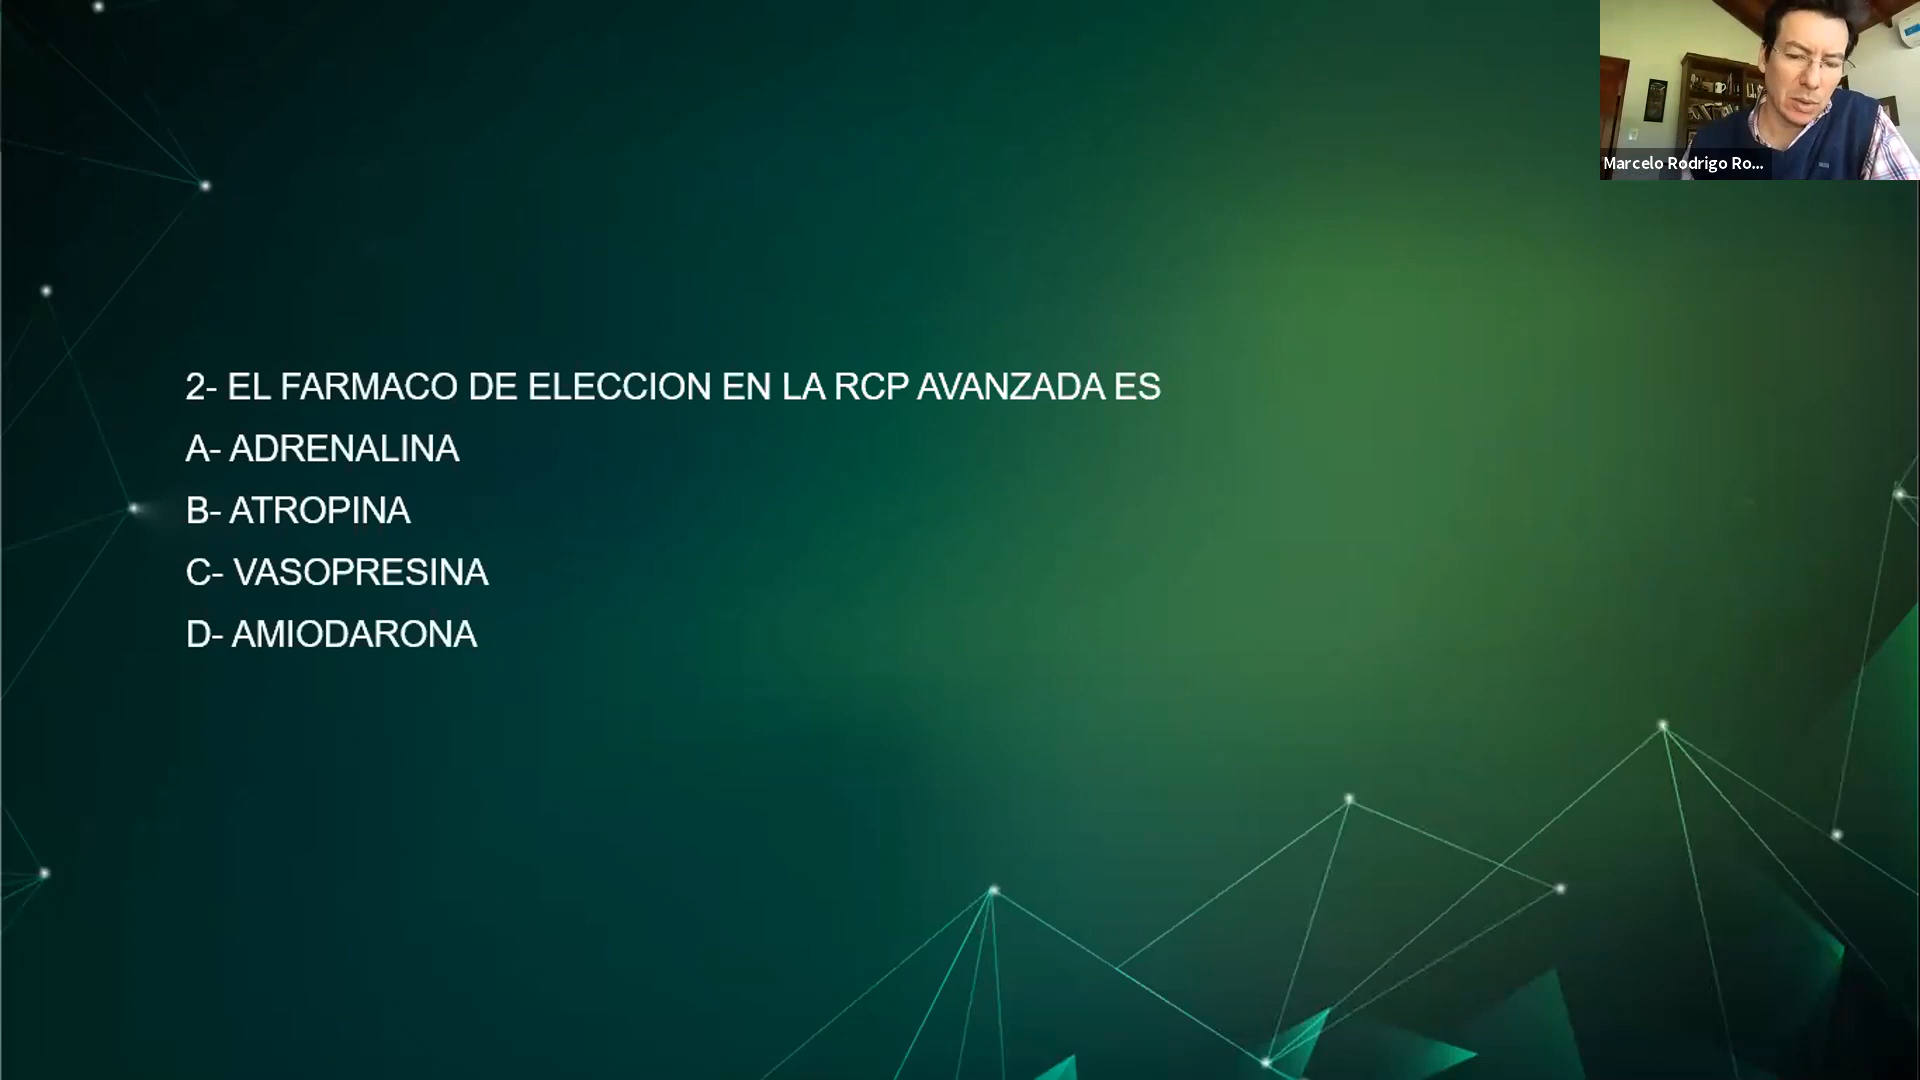 Marcelo Rodrigo Ro...
2- EL FARMACO DE ELECCION EN LA RCP AVANZADA ES
A- ADRENALINA
B- ATROPINA
C- VASOPRESINA
D- AMIODARONA